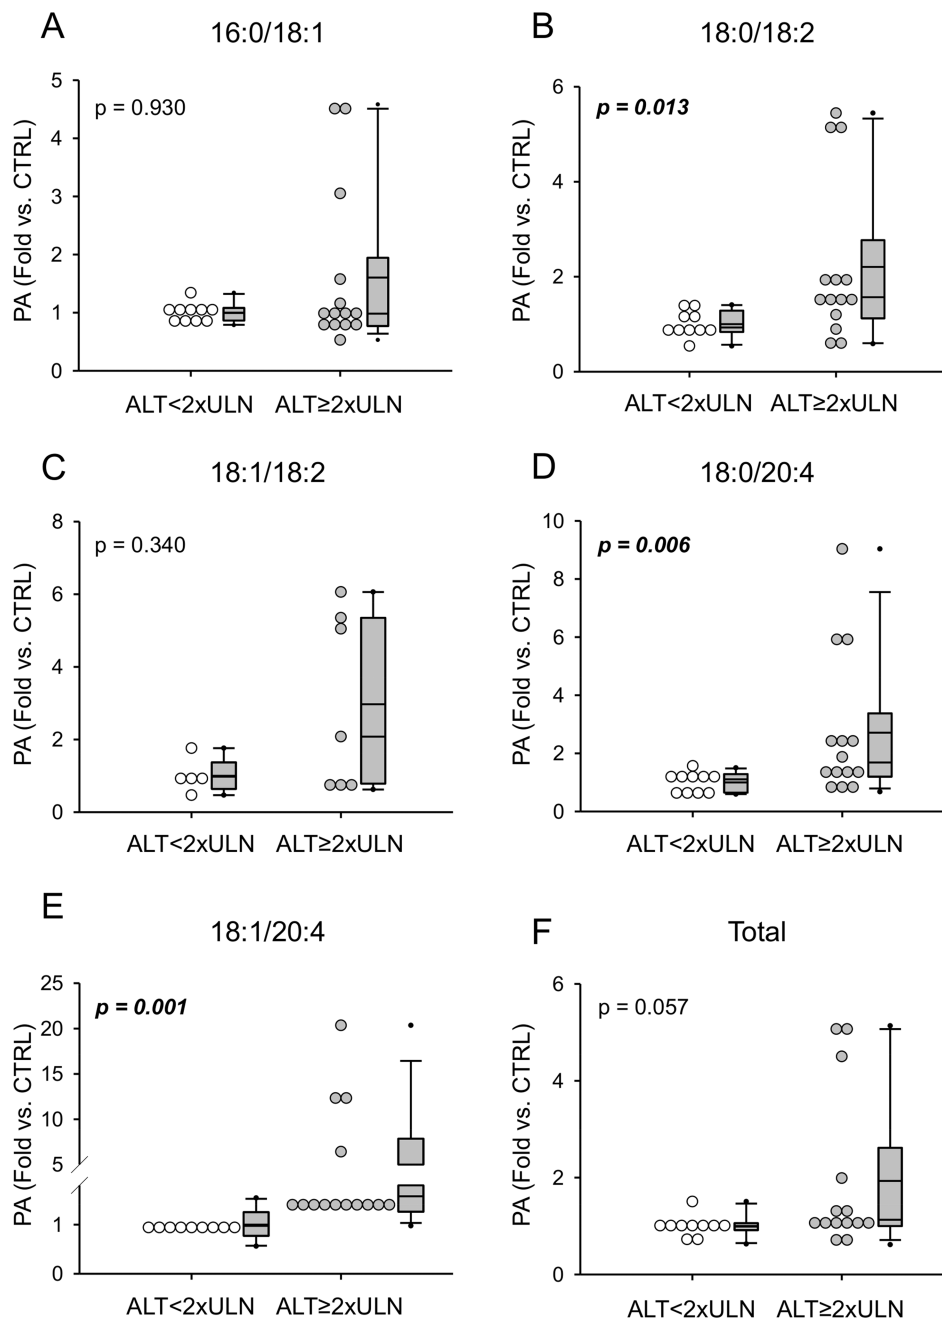 A
16:0/18:1
PA (Fold vs. CTRL)
5
4
3
2
1
0
p = 0.930
ALT<2xULN
ALT≥2xULN
B
18:0/18:2
PA (Fold vs. CTRL)
6
4
2
0
p = 0.013
ALT<2xULN
ALT≥2xULN
C
18:1/18:2
PA (Fold vs. CTRL)
8
6
4
2
0
p = 0.340
ALT<2xULN
ALT≥2xULN
D
18:0/20:4
PA (Fold vs. CTRL)
10
8
6
4
2
0
p = 0.006
ALT<2xULN
ALT≥2xULN
E
18:1/20:4
PA (Fold vs. CTRL)
25
20
15
10
5
1
0
p = 0.001
ALT<2xULN
ALT≥2xULN
F
Total
PA (Fold vs. CTRL)
6
4
2
0
p = 0.057
ALT<2xULN
ALT≥2xULN